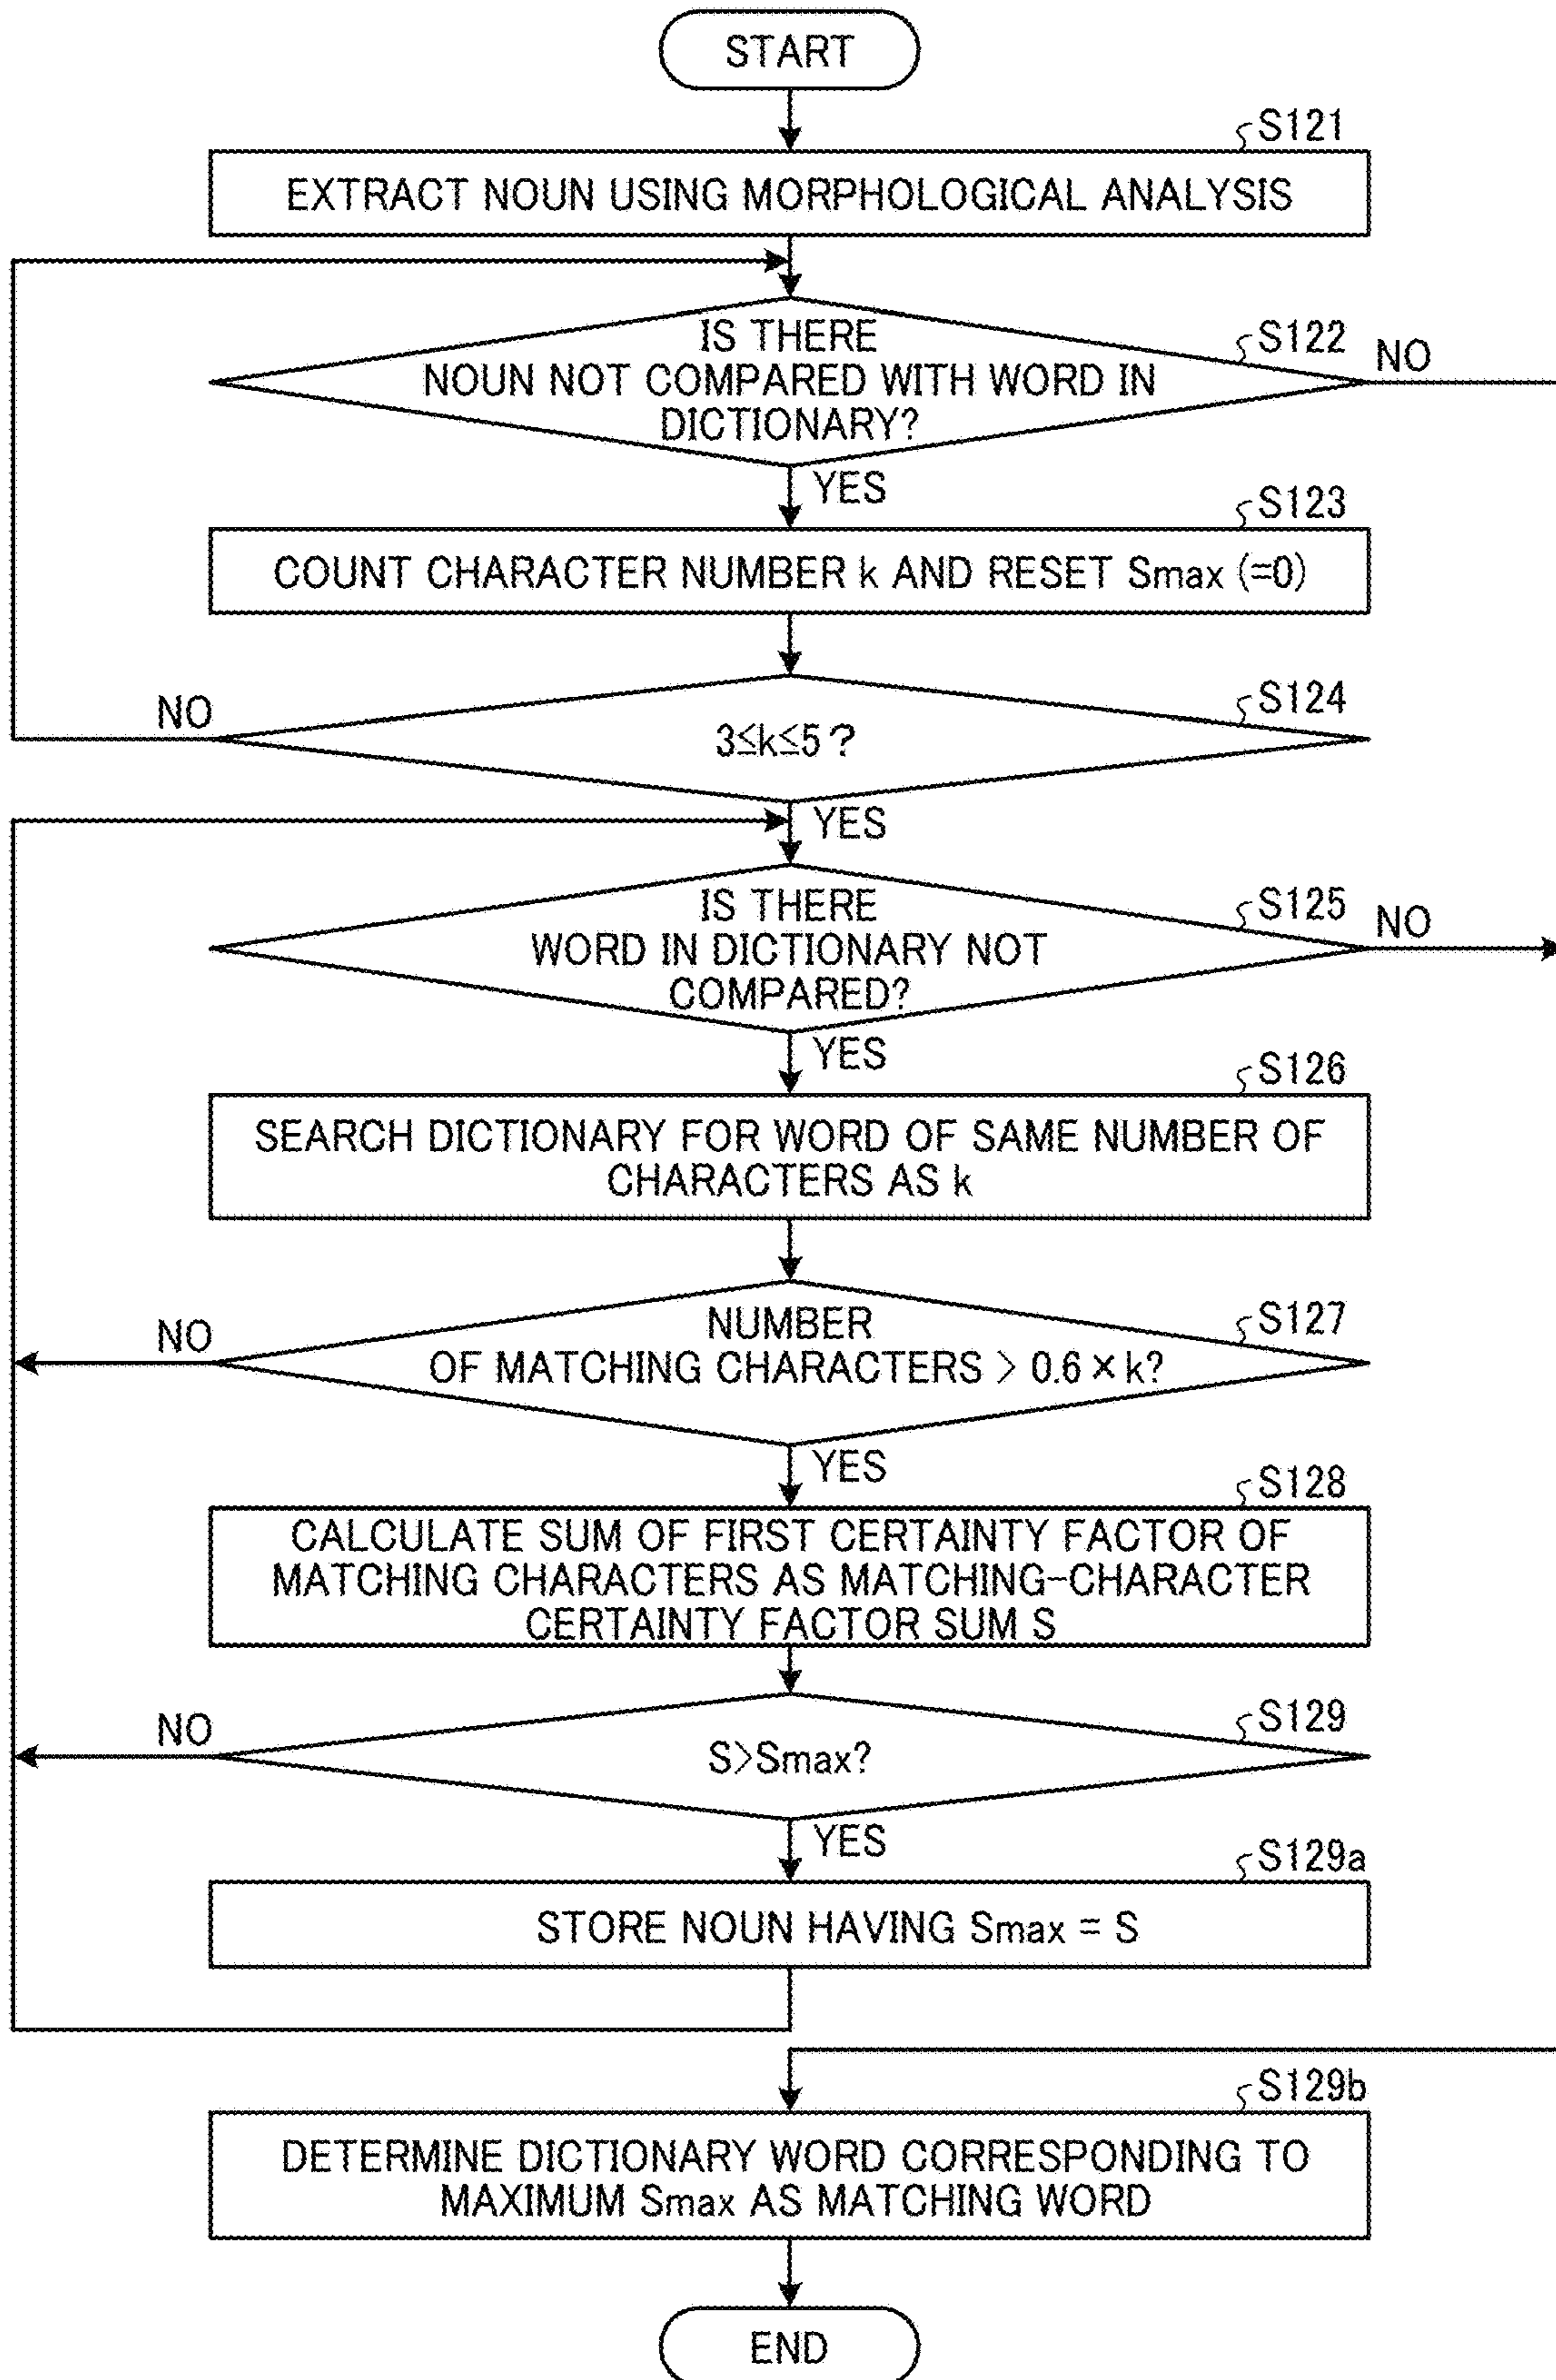 START
S121
EXTRACT NOUN USING MORPHOLOGICAL ANALYSIS
S122
IS THERE
NOUN NOT COMPARED WITH WORD IN
DICTIONARY?
NO
YES
S123
COUNT CHARACTER NUMBER k AND RESET Smax (=0)
S124
NO
3≤k≤5?
YES
S125
IS THERE
WORD IN DICTIONARY NOT
COMPARED?
NO
YES
S126
SEARCH DICTIONARY FOR WORD OF SAME NUMBER OF
CHARACTERS AS k
S127
NO
NUMBER
OF MATCHING CHARACTERS > 0.6 × k?
YES
S128
CALCULATE SUM OF FIRST CERTAINTY FACTOR OF
MATCHING CHARACTERS AS MATCHING-CHARACTER
CERTAINTY FACTOR SUM S
S129
NO
S>Smax?
YES
S129a
STORE NOUN HAVING Smax = S
S129b
DETERMINE DICTIONARY WORD CORRESPONDING TO
MAXIMUM Smax AS MATCHING WORD
END